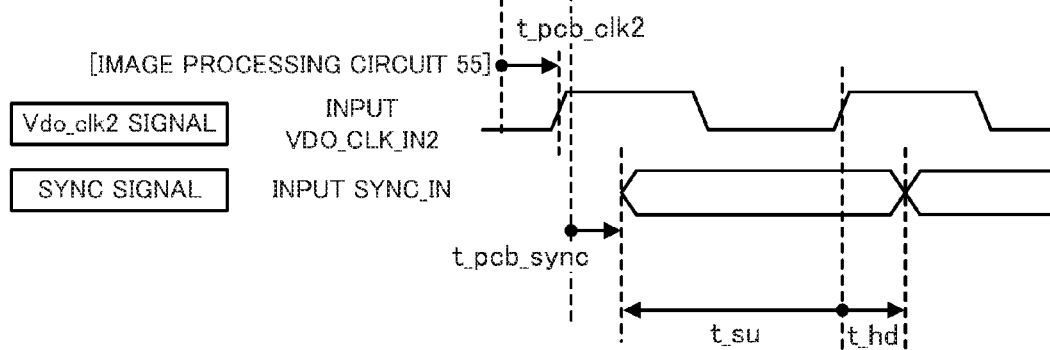 t_pcb_clk2
[IMAGE PROCESSING CIRCUIT 55]
Vdo_clk2 SIGNAL
INPUT
VDO_CLK_IN2
SYNC SIGNAL
INPUT SYNC_IN
t_pcb_sync
t_su
t_hd